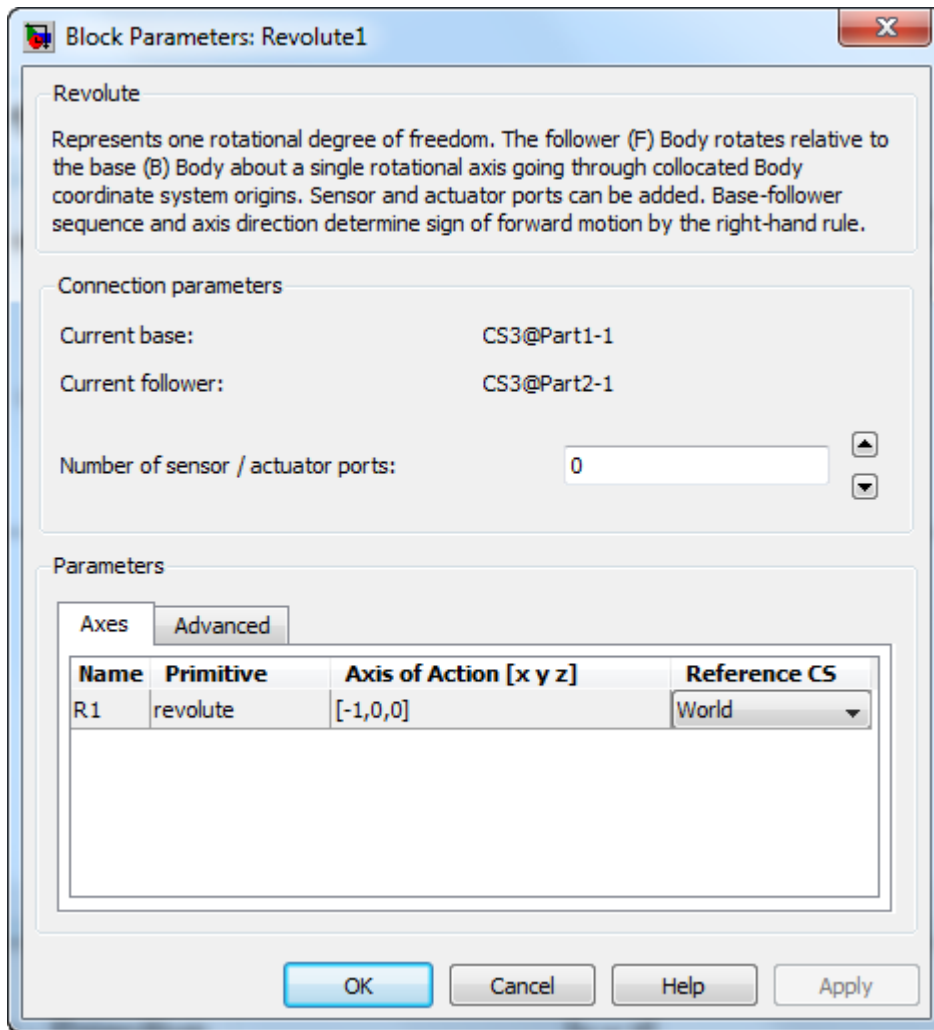 Block Parameters: Revolute1
Revolute
Represents one rotational degree of freedom. The follower (F) Body rotates relative to
the base (B) Body about a single rotational axis going through collocated Body
coordinate system origins. Sensor and actuator ports can be added. Base-follower
sequence and axis direction determine sign of forward motion by the right-hand rule.
Connection parameters
Current base: CS3@Part1-1
Current follower: CS3@Part2-1
Number of sensor / actuator ports: 0
Parameters
Axes Advanced
Name Primitive Axis of Action [x y z] Reference CS
R1 revolute [-1,0,0] World
OK Cancel Help Apply